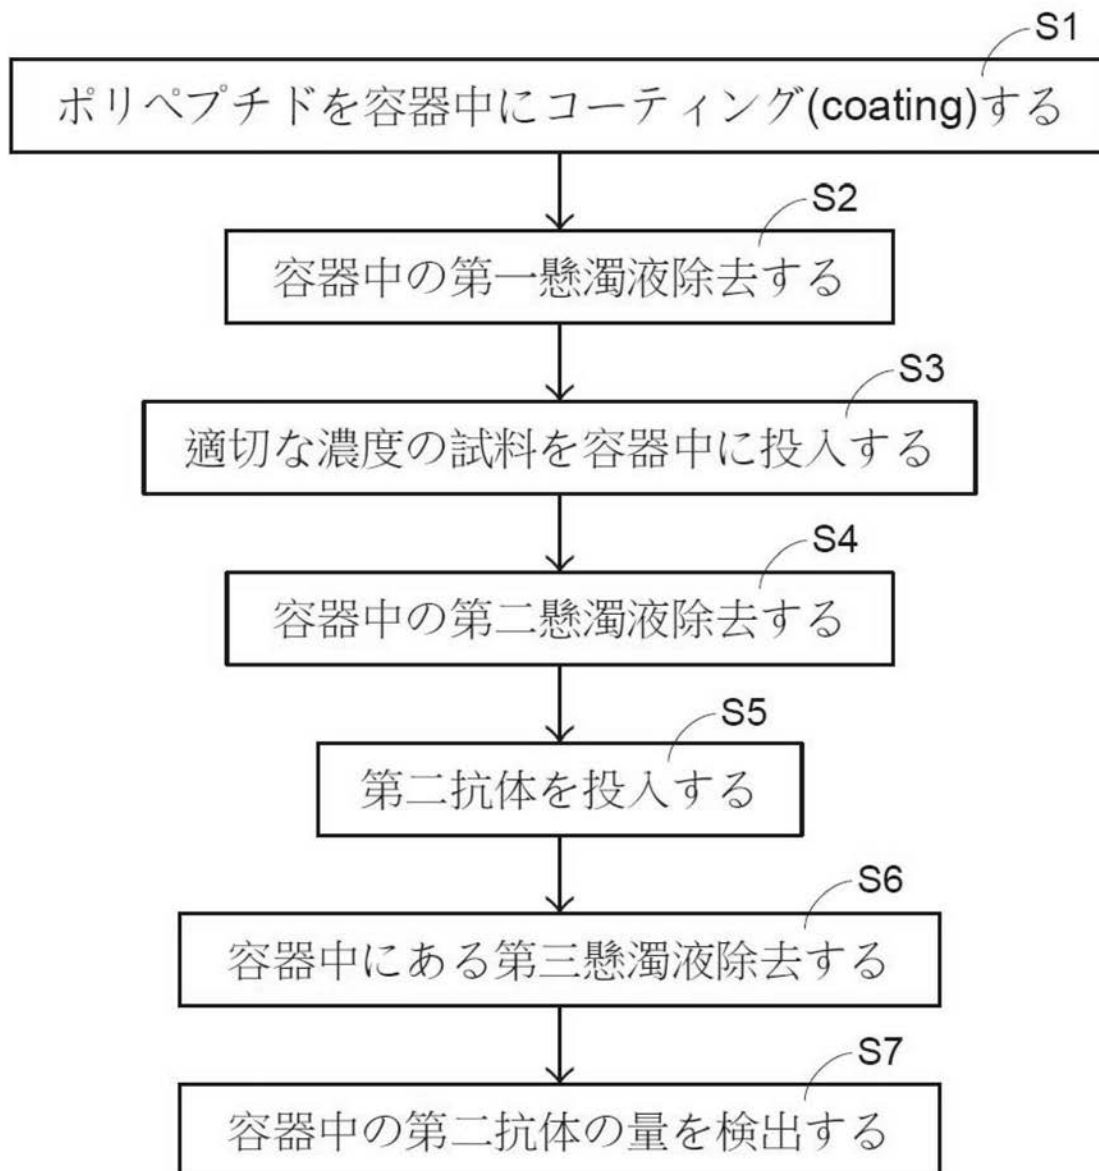 S1
ポリペプチドを容器中にコーティング(coating)する
S2
容器中の第一懸濁液除去する
S3
適切な濃度の試料を容器中に投入する
S4
容器中の第二懸濁液除去する
S5
第二抗体を投入する
S6
容器中にある第三懸濁液除去する
S7
容器中の第二抗体の量を検出する